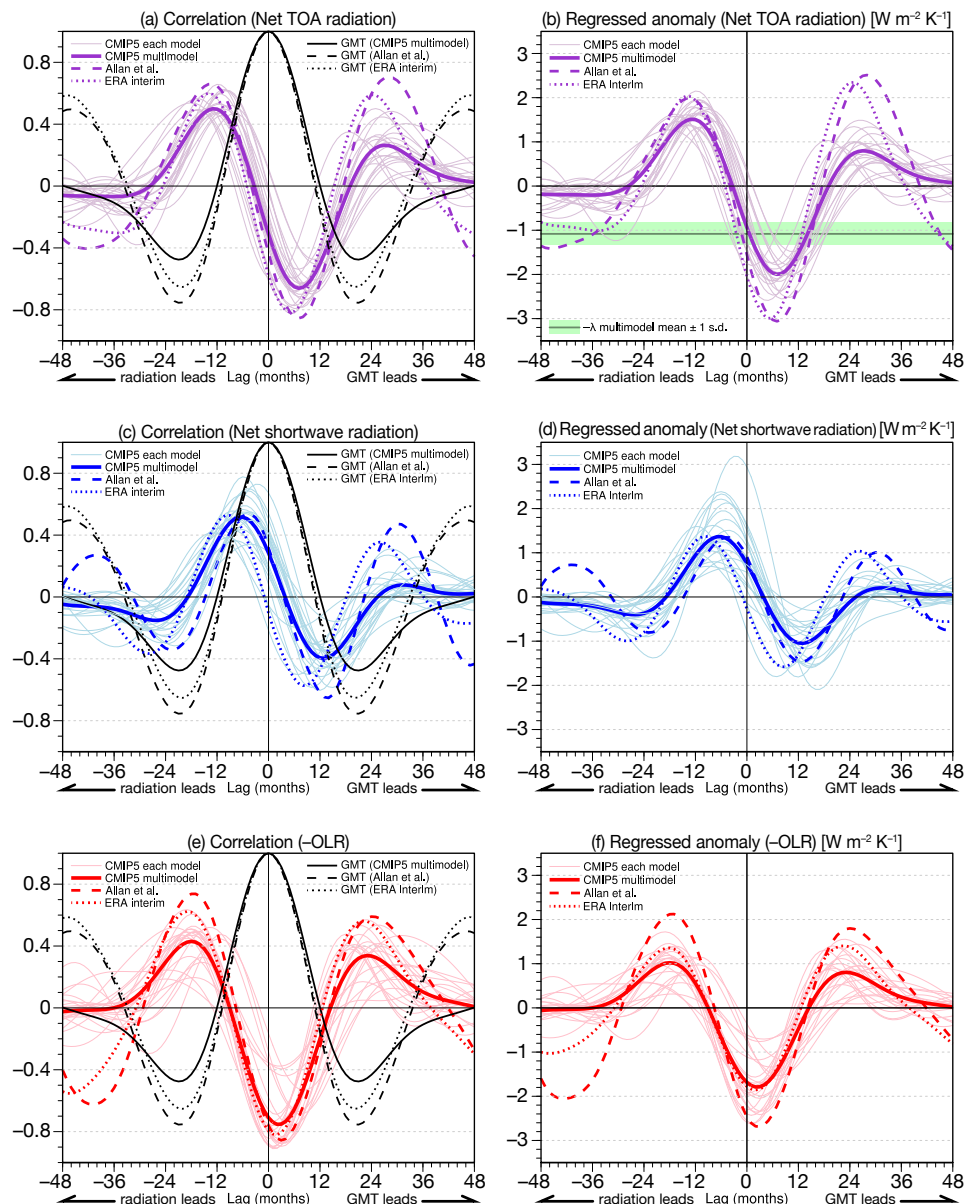 (a) Correlation (Net TOA radiation)
CMIP5 each model
CMIP5 multimodel
Allan et al.
ERA interim
GMT (CMIP5 multimodel)
GMT (Allan et al.)
GMT (ERA interim)
0.8
0.4
0
−0.4
−0.8
−48 −36 −24 −12 0 12 24 36 48
radiation leads Lag (months) GMT leads
(b) Regressed anomaly (Net TOA radiation) [W m⁻² K⁻¹]
CMIP5 each model
CMIP5 multimodel
Allan et al.
ERA Interlm
3
2
1
0
−1
−2
−3
−λ multimodel mean ± 1 s.d.
−48 −36 −24 −12 0 12 24 36 48
radiation leads Lag (months) GMT leads
(c) Correlation (Net shortwave radiation)
CMIP5 each model
CMIP5 multimodel
Allan et al.
ERA interim
GMT (CMIP5 multimodel)
GMT (Allan et al.)
GMT (ERA Interlm)
0.8
0.4
0
−0.4
−0.8
−48 −36 −24 −12 0 12 24 36 48
radiation leads Lag (months) GMT leads
(d) Regressed anomaly (Net shortwave radiation) [W m⁻² K⁻¹]
CMIP5 each model
CMIP5 multimodel
Allan et al.
ERA Interlm
3
2
1
0
−1
−2
−3
−48 −36 −24 −12 0 12 24 36 48
radiation leads Lag (months) GMT leads
(e) Correlation (−OLR)
CMIP5 each model
CMIP5 multimodel
Allan et al.
ERA interim
GMT (CMIP5 multimodel)
GMT (Allan et al.)
GMT (ERA Interlm)
0.8
0.4
0
−0.4
−0.8
−48 −36 −24 −12 0 12 24 36 48
radiation leads Lag (months) GMT leads
(f) Regressed anomaly (−OLR) [W m⁻² K⁻¹]
CMIP5 each model
CMIP5 multimodel
Allan et al.
ERA Interlm
3
2
1
0
−1
−2
−3
−48 −36 −24 −12 0 12 24 36 48
radiation leads Lag (months) GMT leads